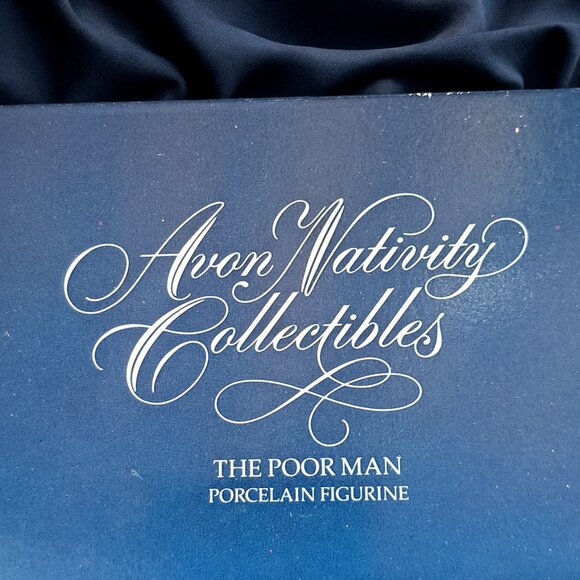 Avon Nativity
Collectibles
THE POOR MAN
PORCELAIN FIGURINE